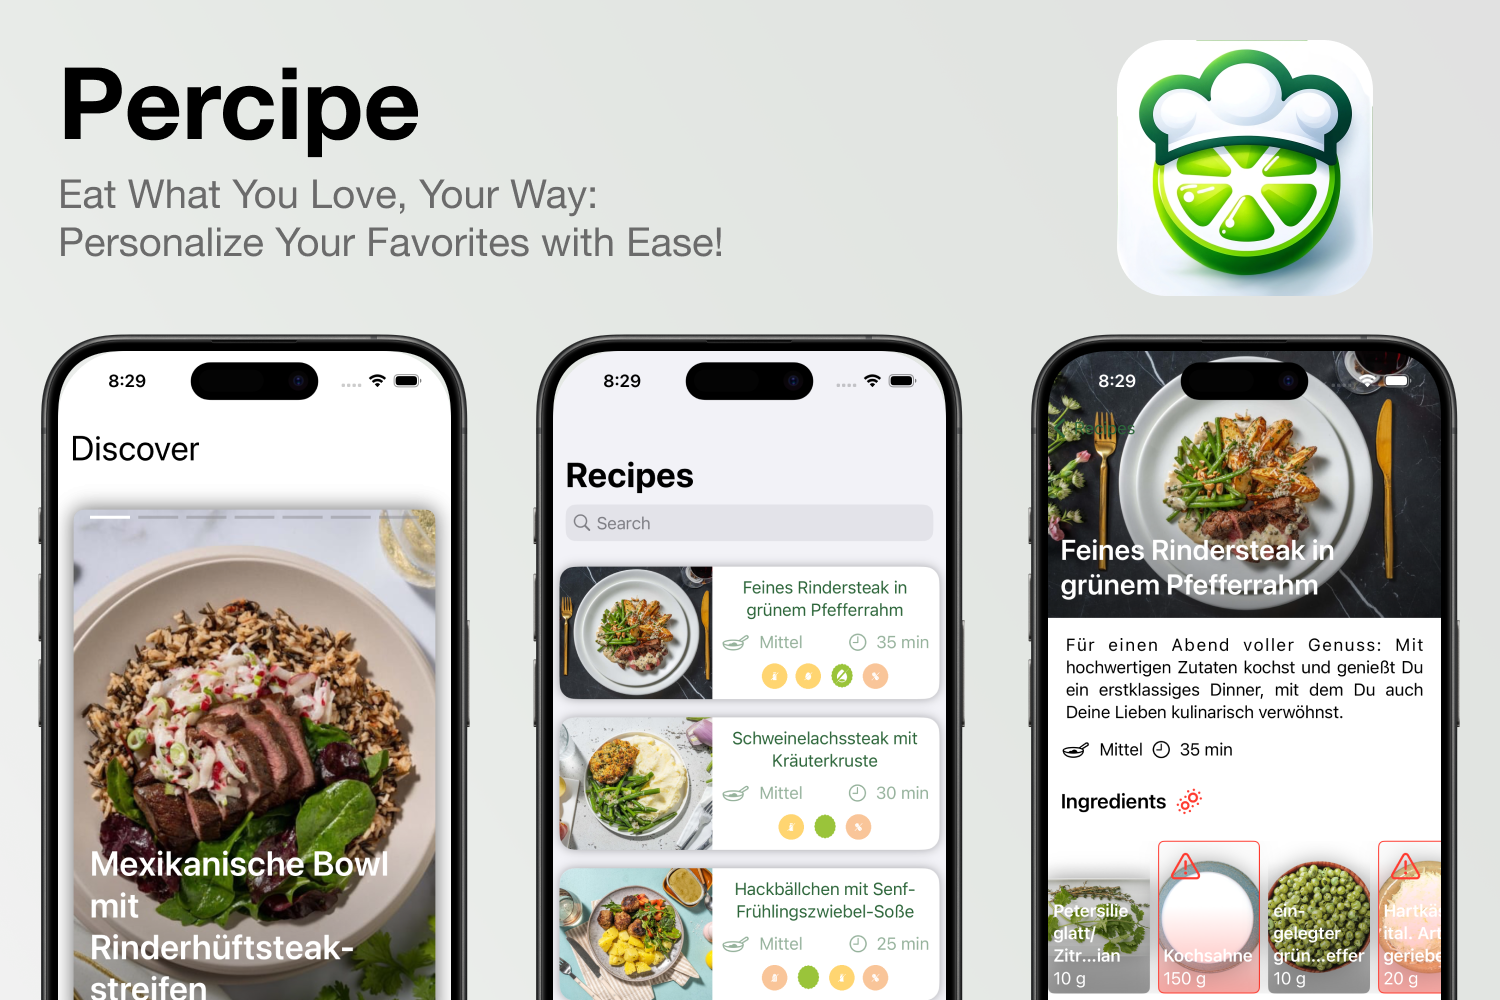 Percipe
Eat What You Love, Your Way:
Personalize Your Favorites with Ease!
8:29
Discover
Mexikanische Bowl
mit
Rinderhüftsteak-
streifen
8:29
Recipes
Search
Feines Rindersteak in
grünem Pfefferrahm
Mittel 35 min
Schweinelachssteak mit
Kräuterkruste
Mittel 30 min
Hackbällchen mit Senf-
Frühlingszwiebel-Soße
Mittel 25 min
8:29
Recipes
Feines Rindersteak in
grünem Pfefferrahm
Für einen Abend voller Genuss: Mit
hochwertigen Zutaten kochst und genießt Du
ein erstklassiges Dinner, mit dem Du auch
Deine Lieben kulinarisch verwöhnst.
Mittel 35 min
Ingredients
Petersilie
glatt/
Zitr...ian
10 g
Kochsahne
150 g
ein-
gelegter
grün...effer
10 g
Hartkä
ital. Art
geriebe
20 g